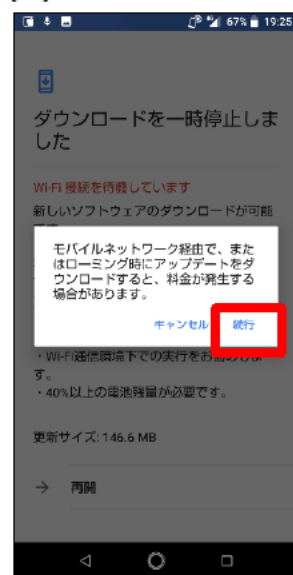 67% 19:25
ダウンロードを一時停止しま
した
Wi-Fi 接続を待機しています
新しいソフトウェアのダウンロードが可能
モバイルネットワーク経由で、また
はローミング時にアップデートをダ
ウンロードすると、料金が発生する
場合があります。
キャンセル 続行
・Wi-Fi通信環境下での実行をお勧めしま
す。
・40%以上の電池残量が必要です。
更新サイズ: 146.6 MB
再開